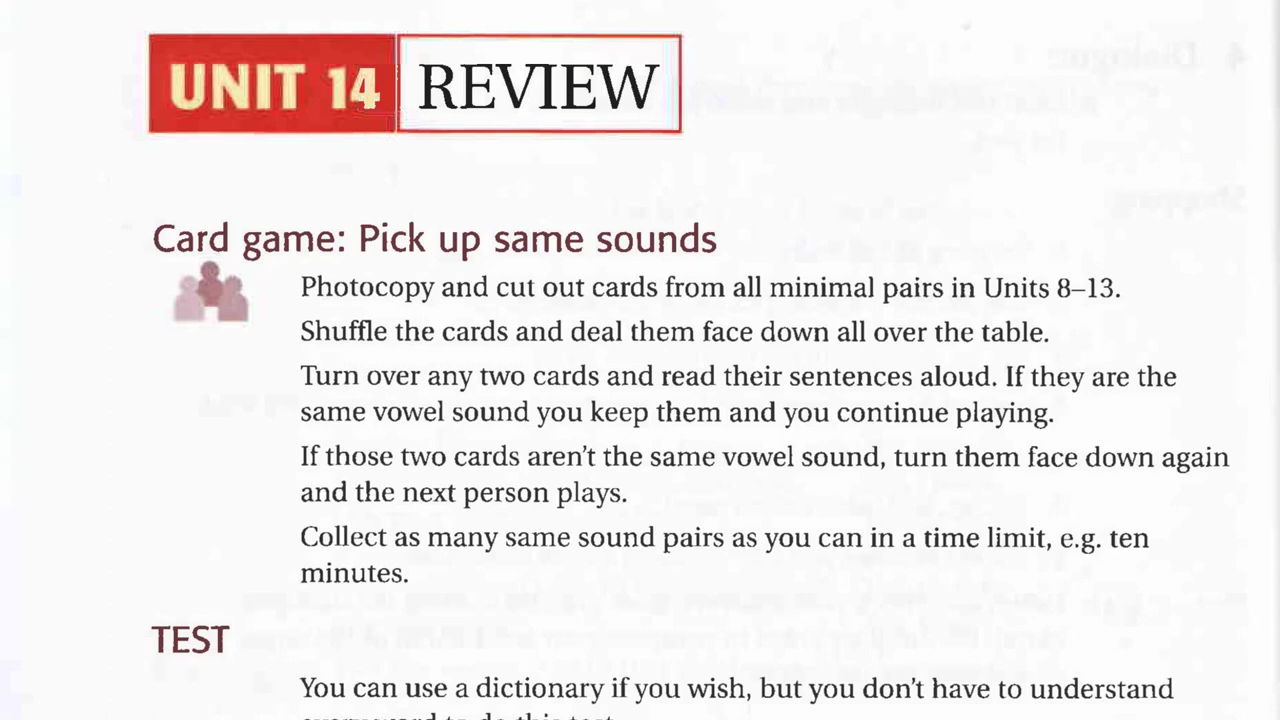 UNIT 14 REVIEW
Card game: Pick up same sounds
Photocopy and cut out cards from all minimal pairs in Units 8–13.
Shuffle the cards and deal them face down all over the table.
Turn over any two cards and read their sentences aloud. If they are the
same vowel sound you keep them and you continue playing.
If those two cards aren't the same vowel sound, turn them face down again
and the next person plays.
Collect as many same sound pairs as you can in a time limit, e.g. ten
minutes.
TEST
You can use a dictionary if you wish, but you don't have to understand